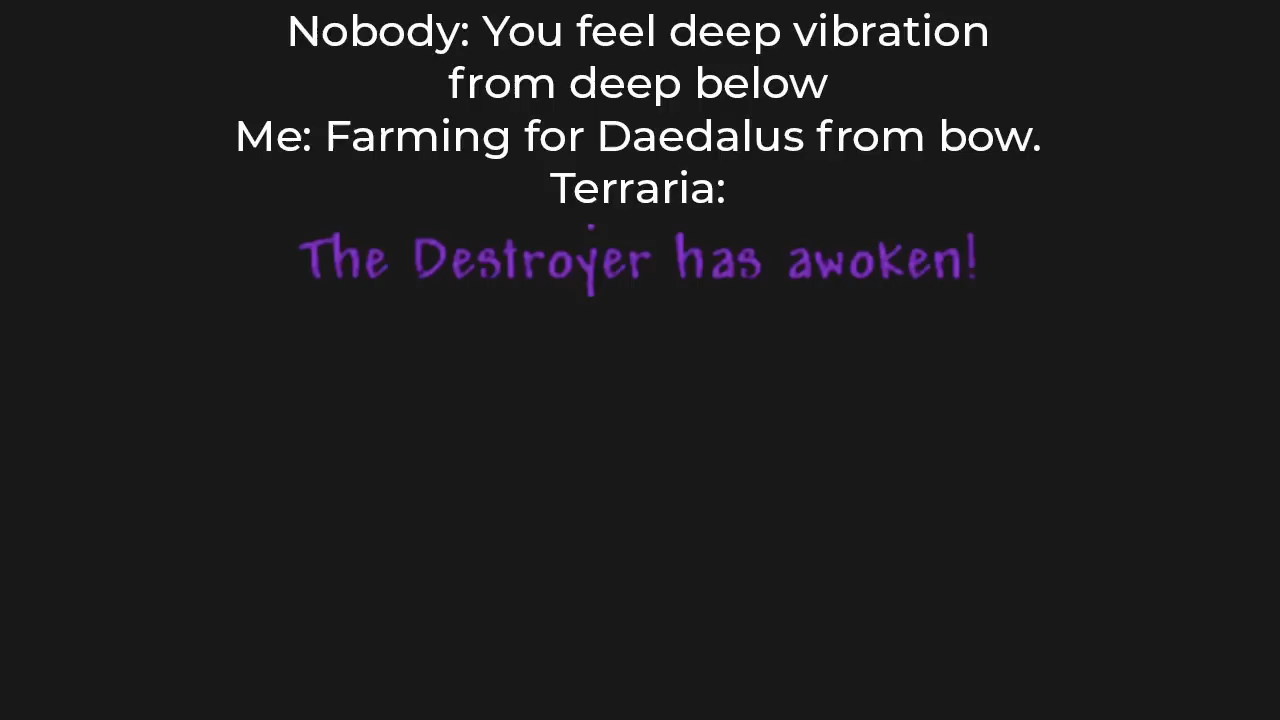 Nobody: You feel deep vibration
from deep below
Me: Farming for Daedalus from bow.
Terraria:
The Destroyer has awoken!